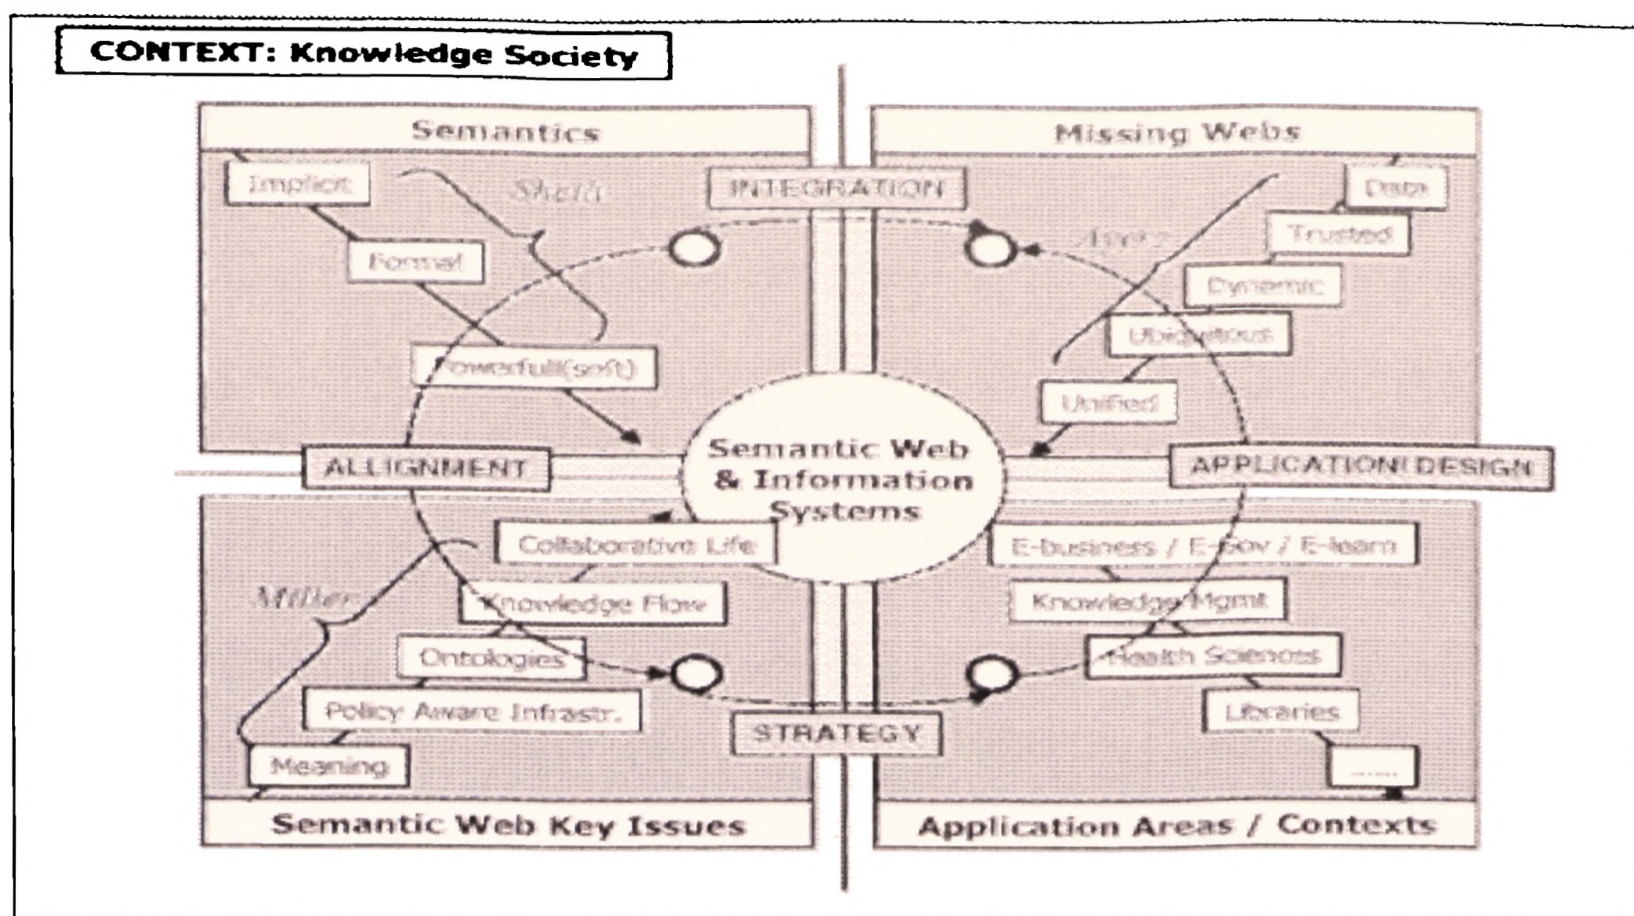 CONTEXT: Knowledge Society
Semantics
Missing Webs
Implicit
Sheth
INTEGRATION
Data
Formal
Trusted
Dynamic
Ubiquitous
Powerfull(soft)
Unified
ALLIGNMENT
Semantic Web
& Information
Systems
APPLICATION/DESIGN
Collaborative Life
E-business / E-Gov / E-learn
Miller
Knowledge Flow
Knowledge Mgmt
Ontologies
Health Sciences
Policy Aware Infrastr.
Libraries
STRATEGY
Meaning
......
Semantic Web Key Issues
Application Areas / Contexts